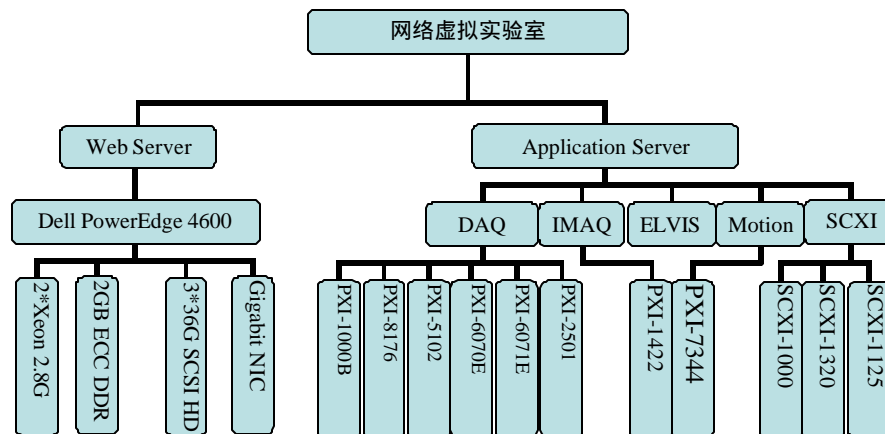 网络虚拟实验室
Web Server
Application Server
Dell PowerEdge 4600
DAQ
IMAQ
ELVIS
Motion
SCXI
2*Xeon 2.8G
2GB ECC DDR
3*36G SCSI HD
Gigabit NIC
PXI-1000B
PXI-8176
PXI-5102
PXI-6070E
PXI-6071E
PXI-2501
PXI-1422
PXI-7344
SCXI-1000
SCXI-1320
SCXI-1125